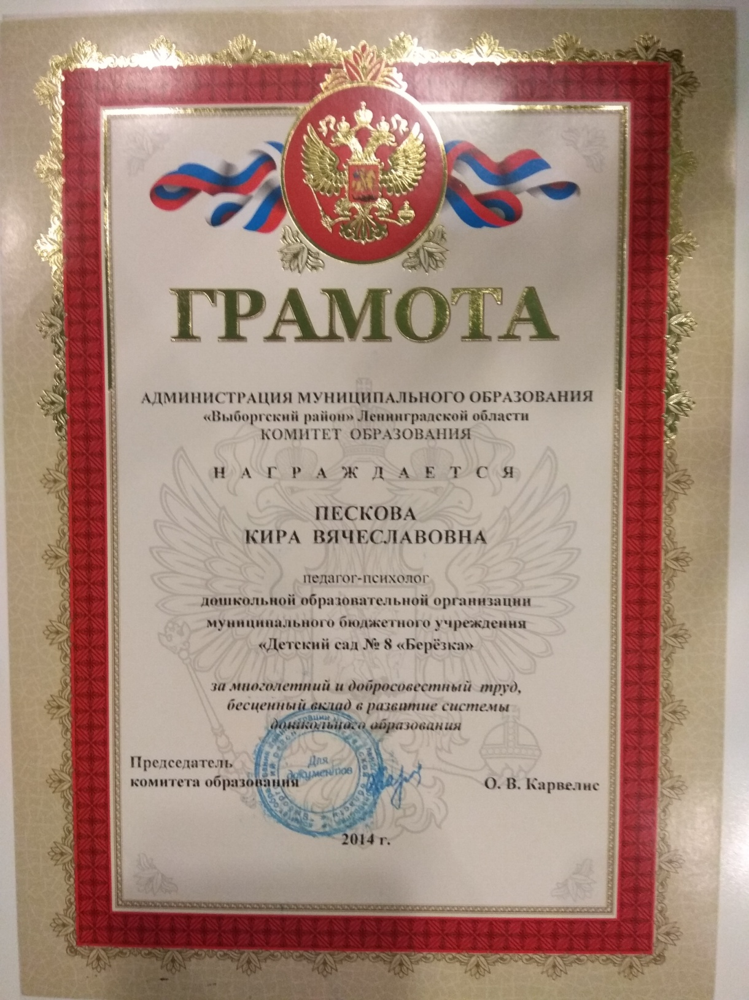 ГРАМОТА
АДМИНИСТРАЦИЯ МУНИЦИПАЛЬНОГО ОБРАЗОВАНИЯ
«Выборгский район» Ленинградской области
КОМИТЕТ ОБРАЗОВАНИЯ
Н А Г Р А Ж Д А Е Т С Я
ПЕСКОВА
КИРА ВЯЧЕСЛАВОВНА
педагог-психолог
дошкольной образовательной организации
муниципального бюджетного учреждения
«Детский сад № 8 «Берёзка»
за многолетний и добросовестный труд,
бесценный вклад в развитие системы
дошкольного образования
Для
документов
Председатель
комитета образования
О. В. Карвелис
2014 г.